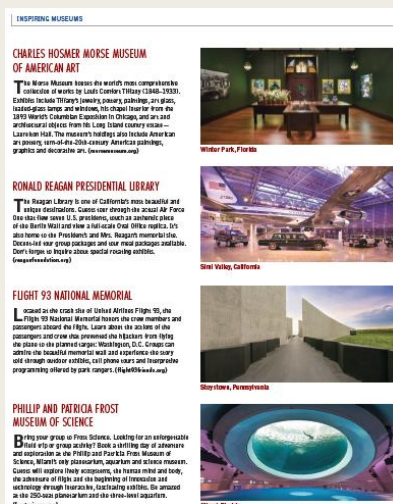 INSPIRING MUSEUMS
CHARLES HOSMER MORSE MUSEUM
OF AMERICAN ART
The Morse Museum houses the world's most comprehensive
collection of works by Louis Comfort Tiffany (1848–1933).
Exhibits include Tiffany's jewelry, pottery, paintings, art glass,
leaded-glass lamps and windows, his chapel interior from the
1893 World's Columbian Exposition in Chicago, and art and
architectural objects from his Long Island country estate—
Laurelton Hall. The museum's holdings also include American
art pottery, turn-of-the-20th-century American paintings,
graphics and decorative art. (morsemuseum.org)
Winter Park, Florida
RONALD REAGAN PRESIDENTIAL LIBRARY
The Reagan Library is one of California's most beautiful and
unique destinations. Guests tour through the actual Air Force
One that flew seven U.S. presidents, touch an authentic piece
of the Berlin Wall and view a full-scale Oval Office replica. It's
also home to the President's and Mrs. Reagan's memorial site.
Docent-led tour group packages and tour meal packages available.
Don't forget to inquire about special rotating exhibits.
(reaganfoundation.org)
Simi Valley, California
FLIGHT 93 NATIONAL MEMORIAL
Located at the crash site of United Airlines Flight 93, the
Flight 93 National Memorial honors the crew members and
passengers aboard the flight. Learn about the actions of the
passengers and crew that prevented the hijackers from flying
the plane to the planned target: Washington, D.C. Groups can
admire the beautiful memorial wall and experience the story
told through outdoor exhibits, cell phone tours and interpretive
programming offered by park rangers. (flight93friends.org)
Stoystown, Pennsylvania
PHILLIP AND PATRICIA FROST
MUSEUM OF SCIENCE
Bring your group to Frost Science. Looking for an unforgettable
field trip or group activity? Book a thrilling day of adventure
and exploration at the Phillip and Patricia Frost Museum of
Science, Miami's only planetarium, aquarium and science museum.
Guests will explore lively ecosystems, the human mind and body,
the adventure of flight and the beginning of innovation and
technology through interactive, fascinating exhibits. Be amazed
at the 250-seat planetarium and the three-level aquarium.